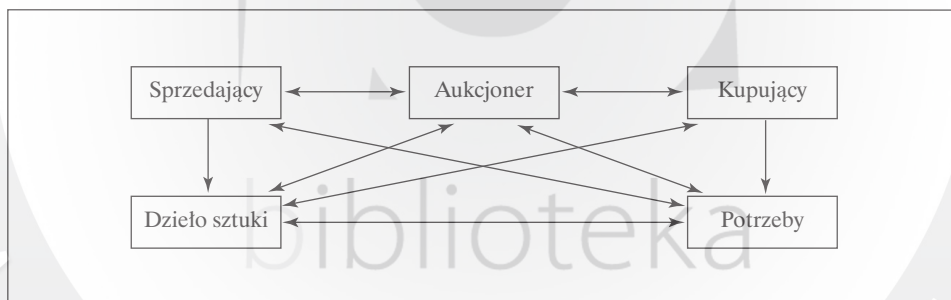 Sprzedający Aukcjoner Kupujący
Dzieło sztuki Potrzeby
biblioteka